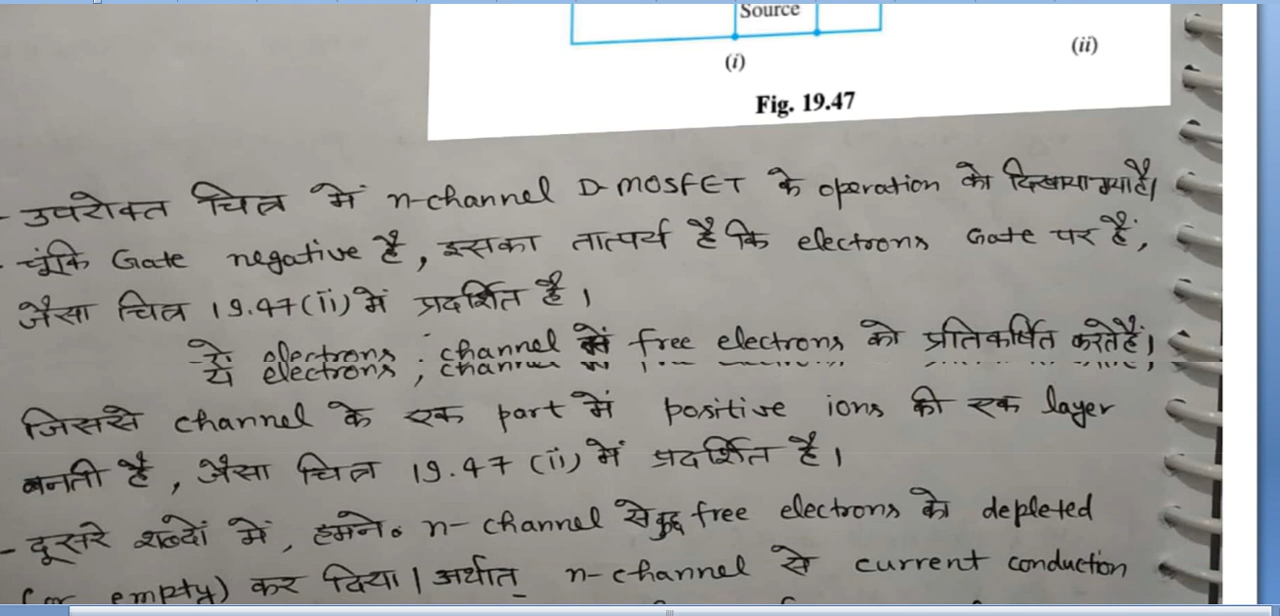 Source
(i)
(ii)
Fig. 19.47
- उपरोक्त चित्र में n-channel D-MOSFET के operation को दिखाया गया है।
- चूंकि Gate negative है, इसका तात्पर्य है कि electrons Gate पर हैं,
जैसा चित्र 19.47(ii) में प्रदर्शित है।
ये electrons ; channel में free electrons को प्रतिकर्षित करते हैं।
ये electrons ; channel
जिससे channel के एक part में positive ions की एक layer
बनती है, जैसा चित्र 19.47 (ii) में प्रदर्शित है।
- दूसरे शब्दों में, हमने n-channel से कुछ free electrons को depleted
(or empty) कर दिया। अर्थात् n-channel से current conduction